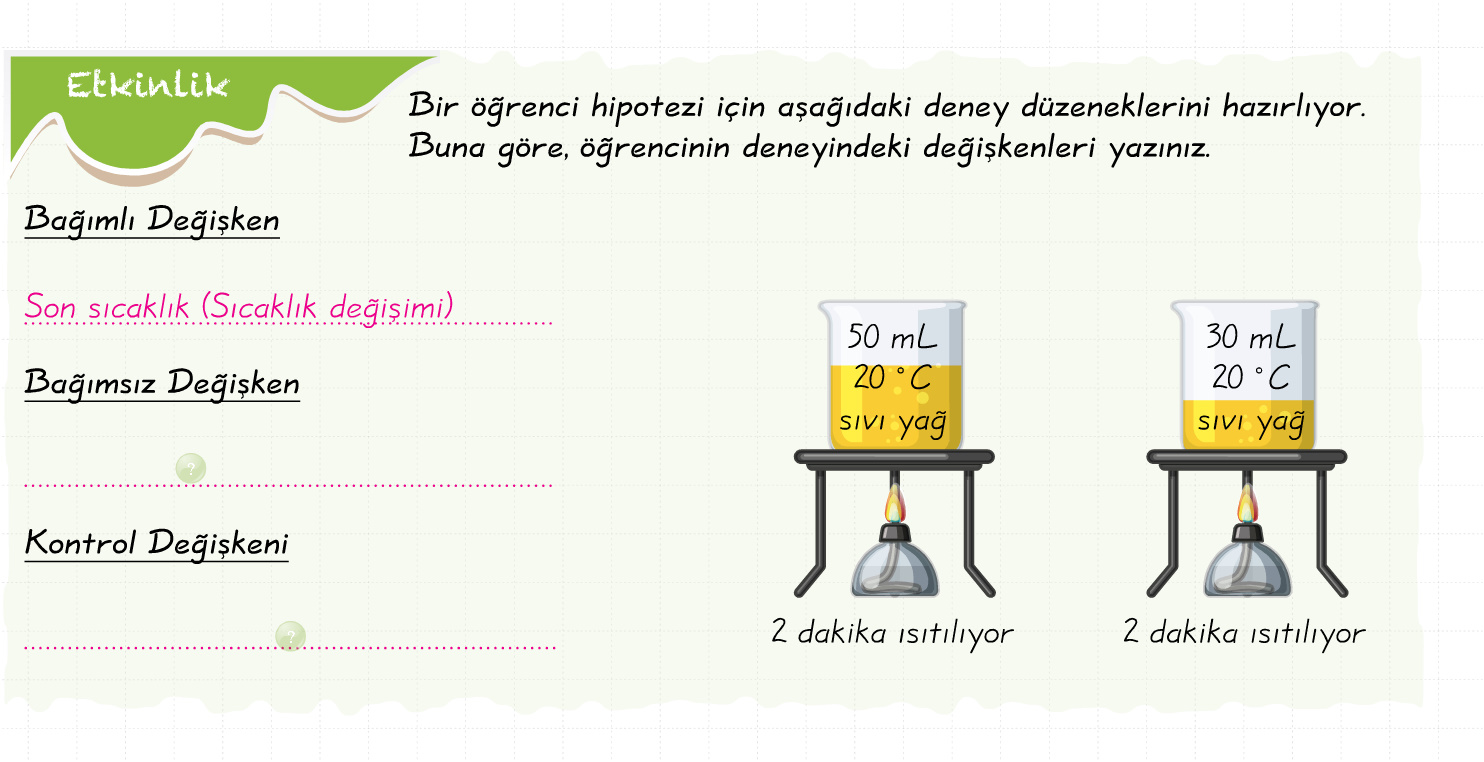 Etkinlik
Bir öğrenci hipotezi için aşağıdaki deney düzeneklerini hazırlıyor.
Buna göre, öğrencinin deneyindeki değişkenleri yazınız.
Bağımlı Değişken
Son sıcaklık (Sıcaklık değişimi)
Bağımsız Değişken
?
Kontrol Değişkeni
?
50 mL
20 °C
sıvı yağ
2 dakika ısıtılıyor
30 mL
20 °C
sıvı yağ
2 dakika ısıtılıyor